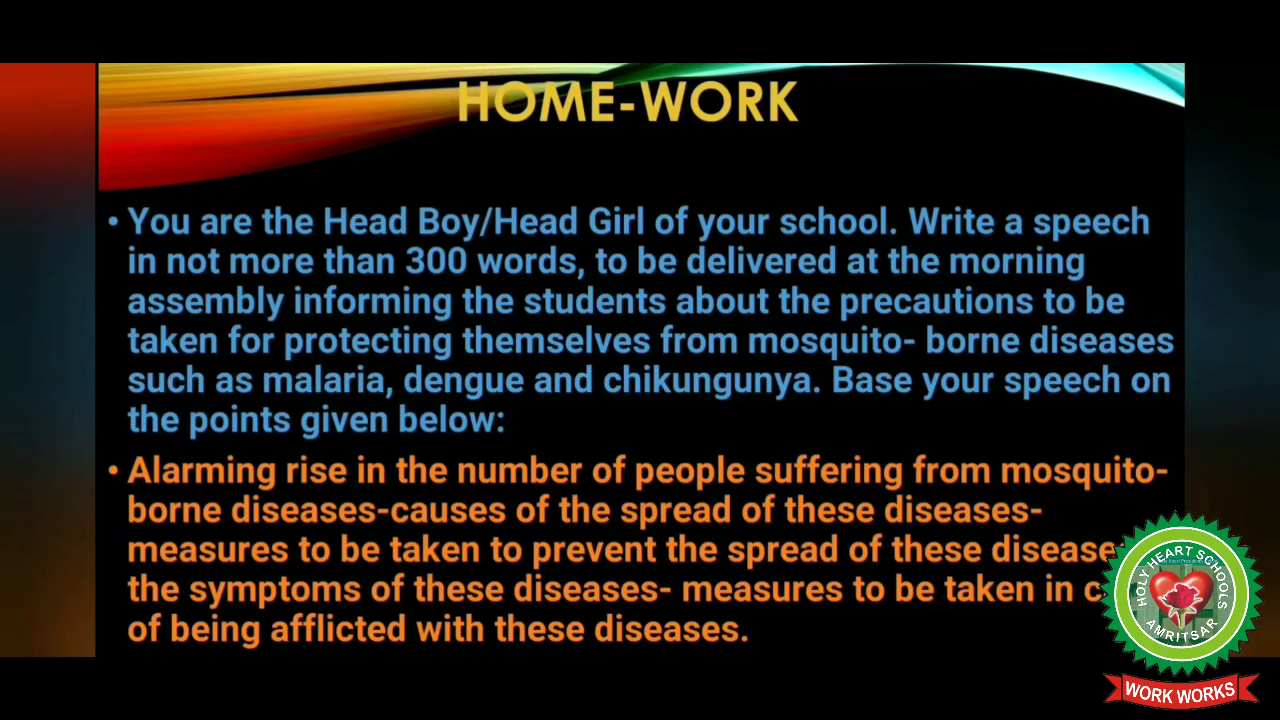 HOME-WORK
• You are the Head Boy/Head Girl of your school. Write a speech
in not more than 300 words, to be delivered at the morning
assembly informing the students about the precautions to be
taken for protecting themselves from mosquito- borne diseases
such as malaria, dengue and chikungunya. Base your speech on
the points given below:
• Alarming rise in the number of people suffering from mosquito-
borne diseases-causes of the spread of these diseases-
measures to be taken to prevent the spread of these disease
the symptoms of these diseases- measures to be taken in
of being afflicted with these diseases.
HOLY HEART SCHOOLS
AMRITSAR
WORK WORKS